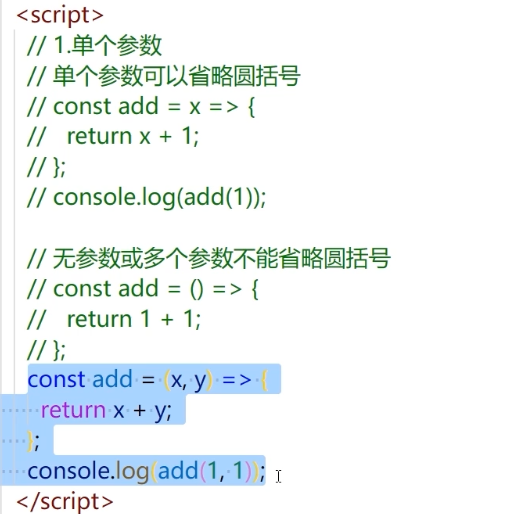 <script>
// 1.单个参数
// 单个参数可以省略圆括号
// const add = x => {
//   return x + 1;
// };
// console.log(add(1));
// 无参数或多个参数不能省略圆括号
// const add = () => {
//   return 1 + 1;
// };
const add = (x, y) => {
return x + y;
};
console.log(add(1, 1));
</script>